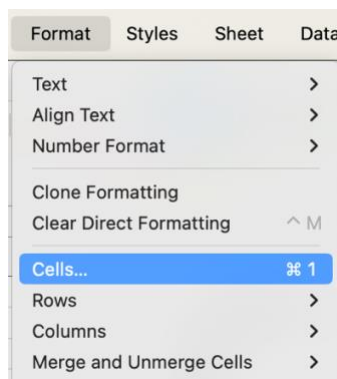 Format Styles Sheet Data
Text
Align Text
Number Format
Clone Formatting
Clear Direct Formatting ^ M
Cells... ⌘ 1
Rows
Columns
Merge and Unmerge Cells